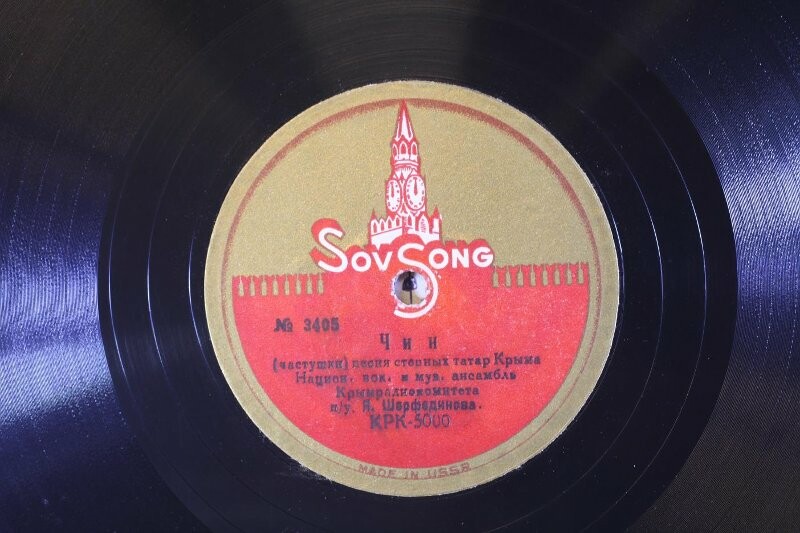 SovSong
№ 3405
Чин
(частушки) песня степных татар Крыма
Национ. вок. и муз. ансамбль
Крымрадиокомитета
п/у. Я. Шерфединова.
КРК-5000
MADE IN USSR